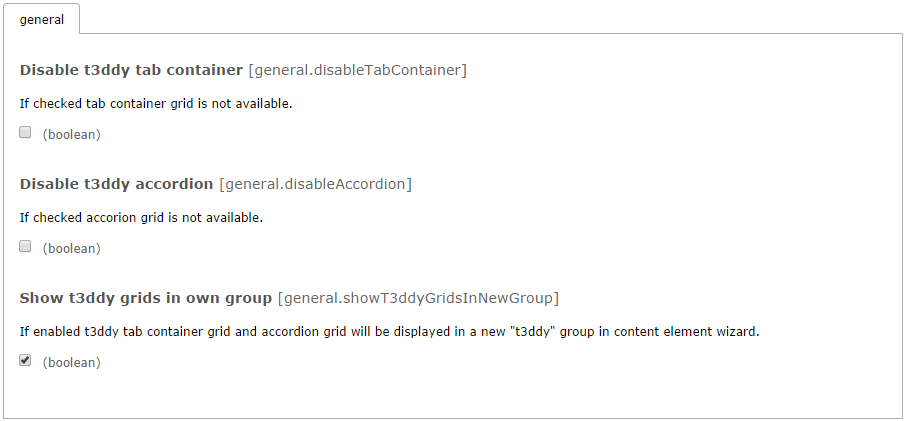 general
Disable t3ddy tab container [general.disableTabContainer]
If checked tab container grid is not available.
(boolean)
Disable t3ddy accordion [general.disableAccordion]
If checked accorion grid is not available.
(boolean)
Show t3ddy grids in own group [general.showT3ddyGridsInNewGroup]
If enabled t3ddy tab container grid and accordion grid will be displayed in a new "t3ddy" group in content element wizard.
(boolean)